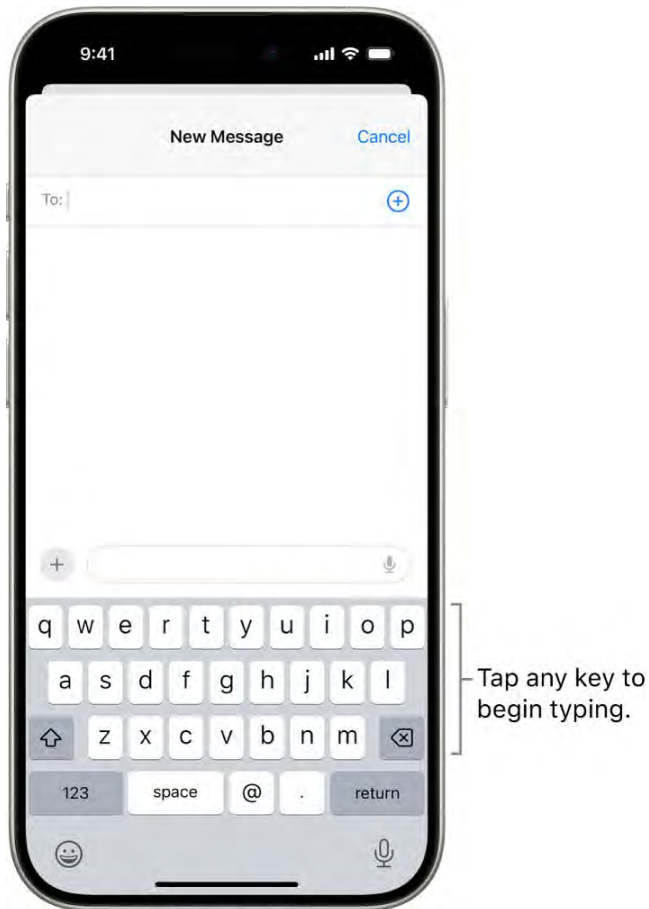 9:41
New Message Cancel
To:
q w e r t y u i o p
a s d f g h j k l
Tap any key to
begin typing.
z x c v b n m
123 space @ . return